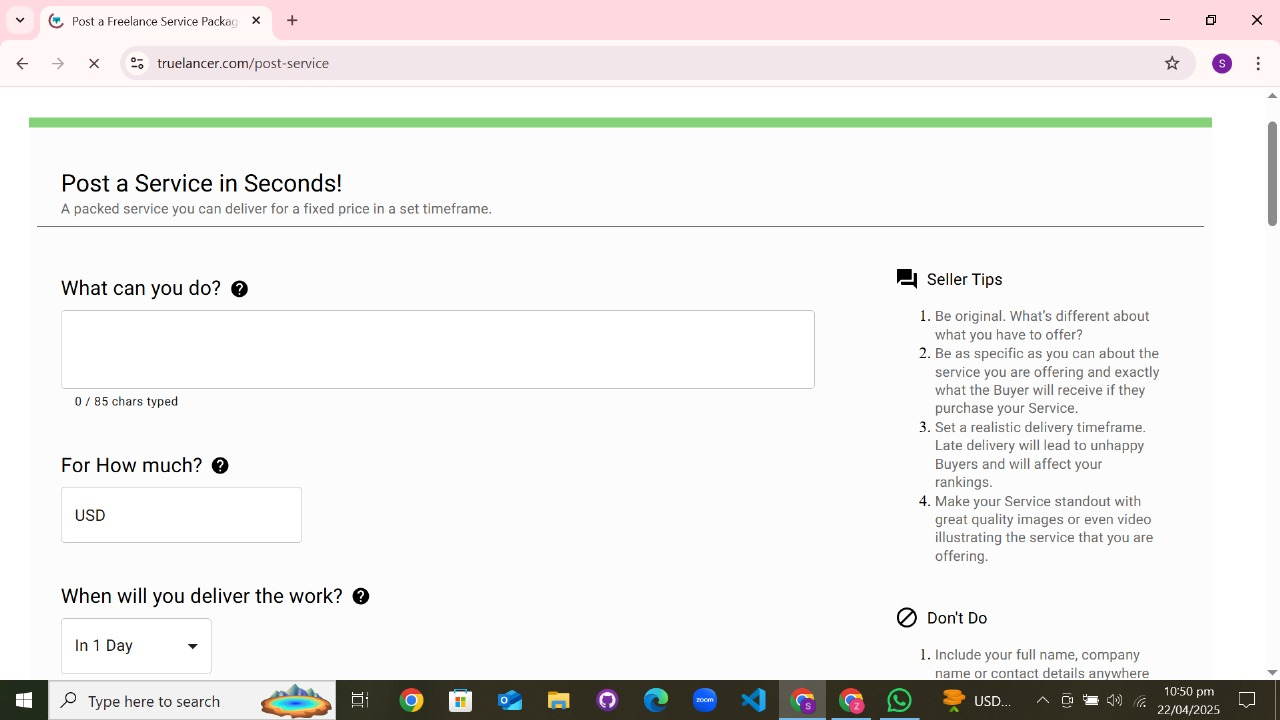 Post a Freelance Service Packag
truelancer.com/post-service
S
Post a Service in Seconds!
A packed service you can deliver for a fixed price in a set timeframe.
What can you do?
0 / 85 chars typed
For How much?
USD
When will you deliver the work?
In 1 Day
Seller Tips
1. Be original. What's different about
what you have to offer?
2. Be as specific as you can about the
service you are offering and exactly
what the Buyer will receive if they
purchase your Service.
3. Set a realistic delivery timeframe.
Late delivery will lead to unhappy
Buyers and will affect your
rankings.
4. Make your Service standout with
great quality images or even video
illustrating the service that you are
offering.
Don't Do
1. Include your full name, company
name or contact details anywhere
Type here to search
zoom
S
Z
USD...
10:50 pm
22/04/2025